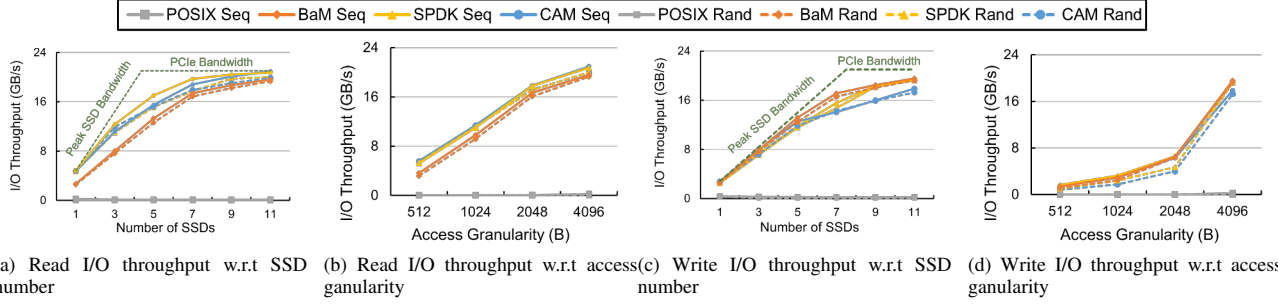 POSIX Seq BaM Seq SPDK Seq CAM Seq POSIX Rand BaM Rand SPDK Rand CAM Rand
I/O Throughput (GB/s)
24
16
8
0
Peak SSD Bandwidth
PCIe Bandwidth
1 3 5 7 9 11
Number of SSDs
I/O Throughput (GB/s)
24
16
8
0
512 1024 2048 4096
Access Granularity (B)
I/O Throughput (GB/s)
24
16
8
0
Peak SSD Bandwidth
PCIe Bandwidth
1 3 5 7 9 11
Number of SSDs
I/O Throughput (GB/s)
24
16
8
0
512 1024 2048 4096
Access Granularity (B)
a) Read I/O throughput w.r.t SSD
number
(b) Read I/O throughput w.r.t access
ganularity
(c) Write I/O throughput w.r.t SSD
number
(d) Write I/O throughput w.r.t access
ganularity